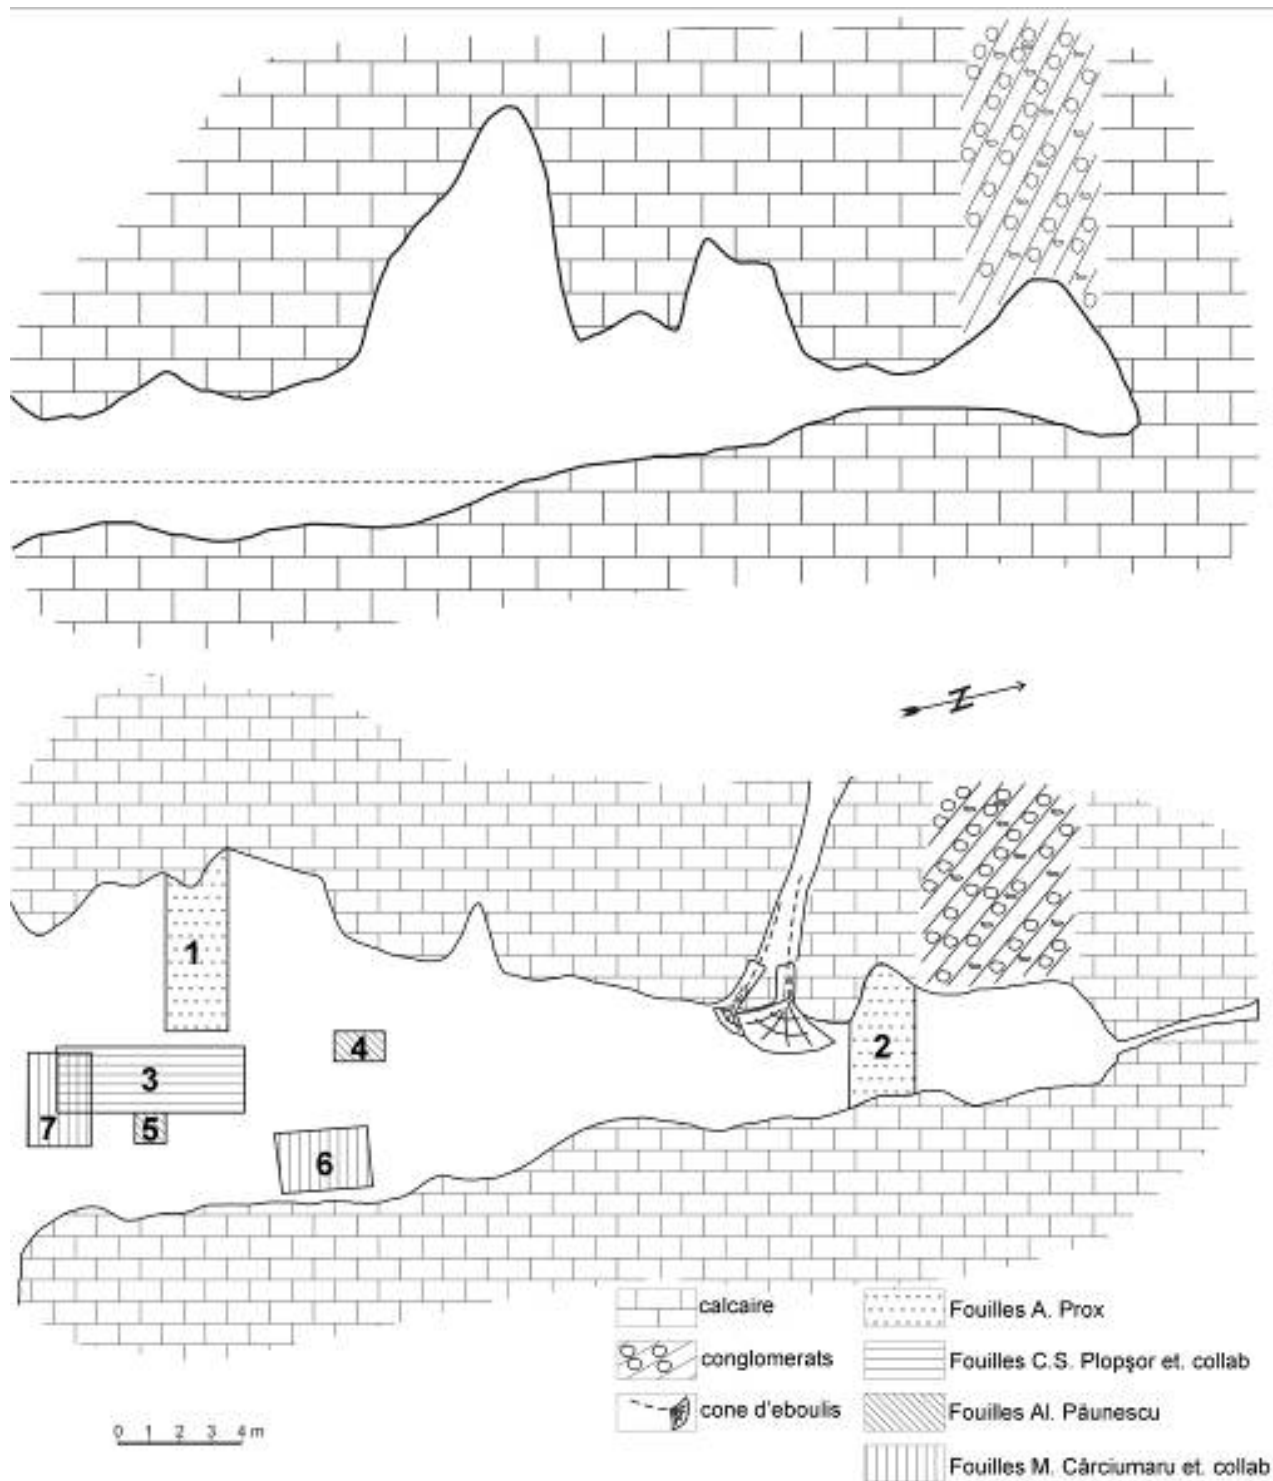 N
1
4
2
3
7
5
6
calcaire
Fouilles A. Prox
conglomerats
Fouilles C.S. Plopşor et. collab
cone d'eboulis
Fouilles Al. Păunescu
0 1 2 3 4 m
Fouilles M. Cârciumaru et. collab